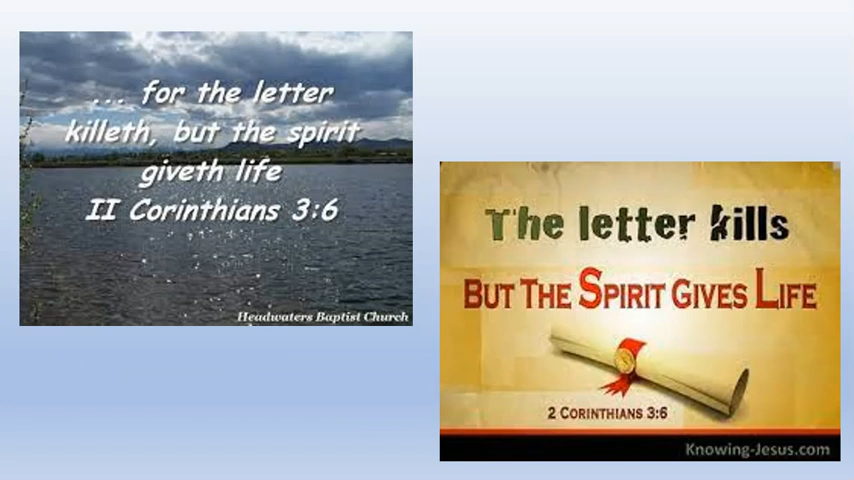 ... for the letter
killeth, but the spirit
giveth life
II Corinthians 3:6
Headwaters Baptist Church
The letter kills
BUT THE SPIRIT GIVES LIFE
2 CORINTHIANS 3:6
Knowing-Jesus.com